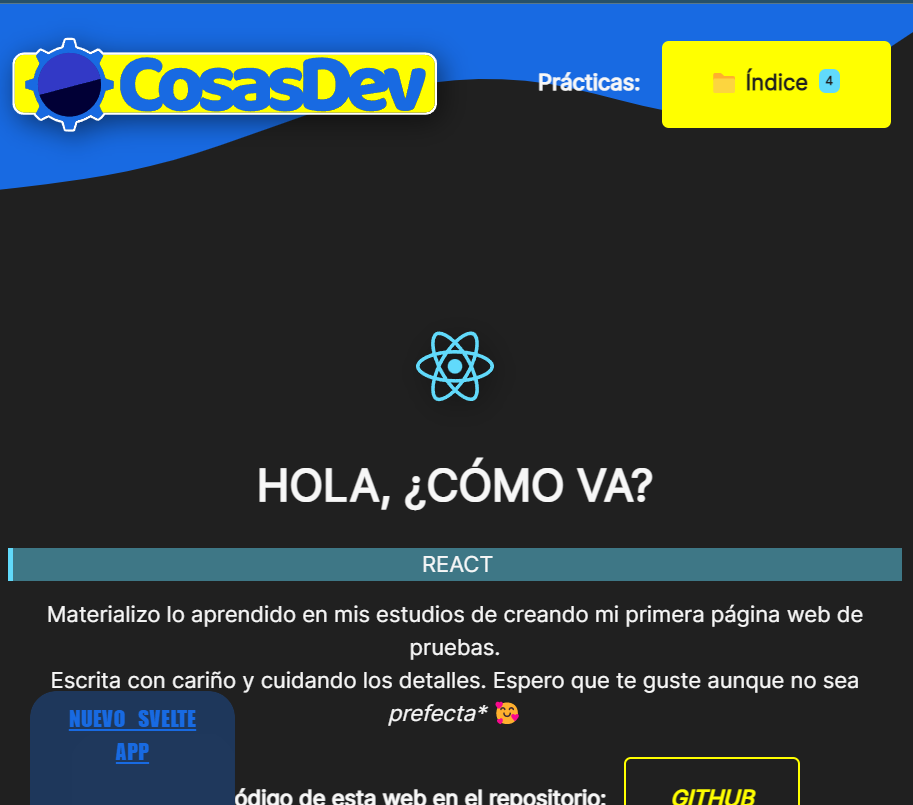 CosasDev
Prácticas:
Índice 4
HOLA, ¿CÓMO VA?
REACT
Materializo lo aprendido en mis estudios de creando mi primera página web de
pruebas.
Escrita con cariño y cuidando los detalles. Espero que te guste aunque no sea
prefecta*
NUEVO SVELTE
APP
ódigo de esta web en el repositorio:
GITHUB